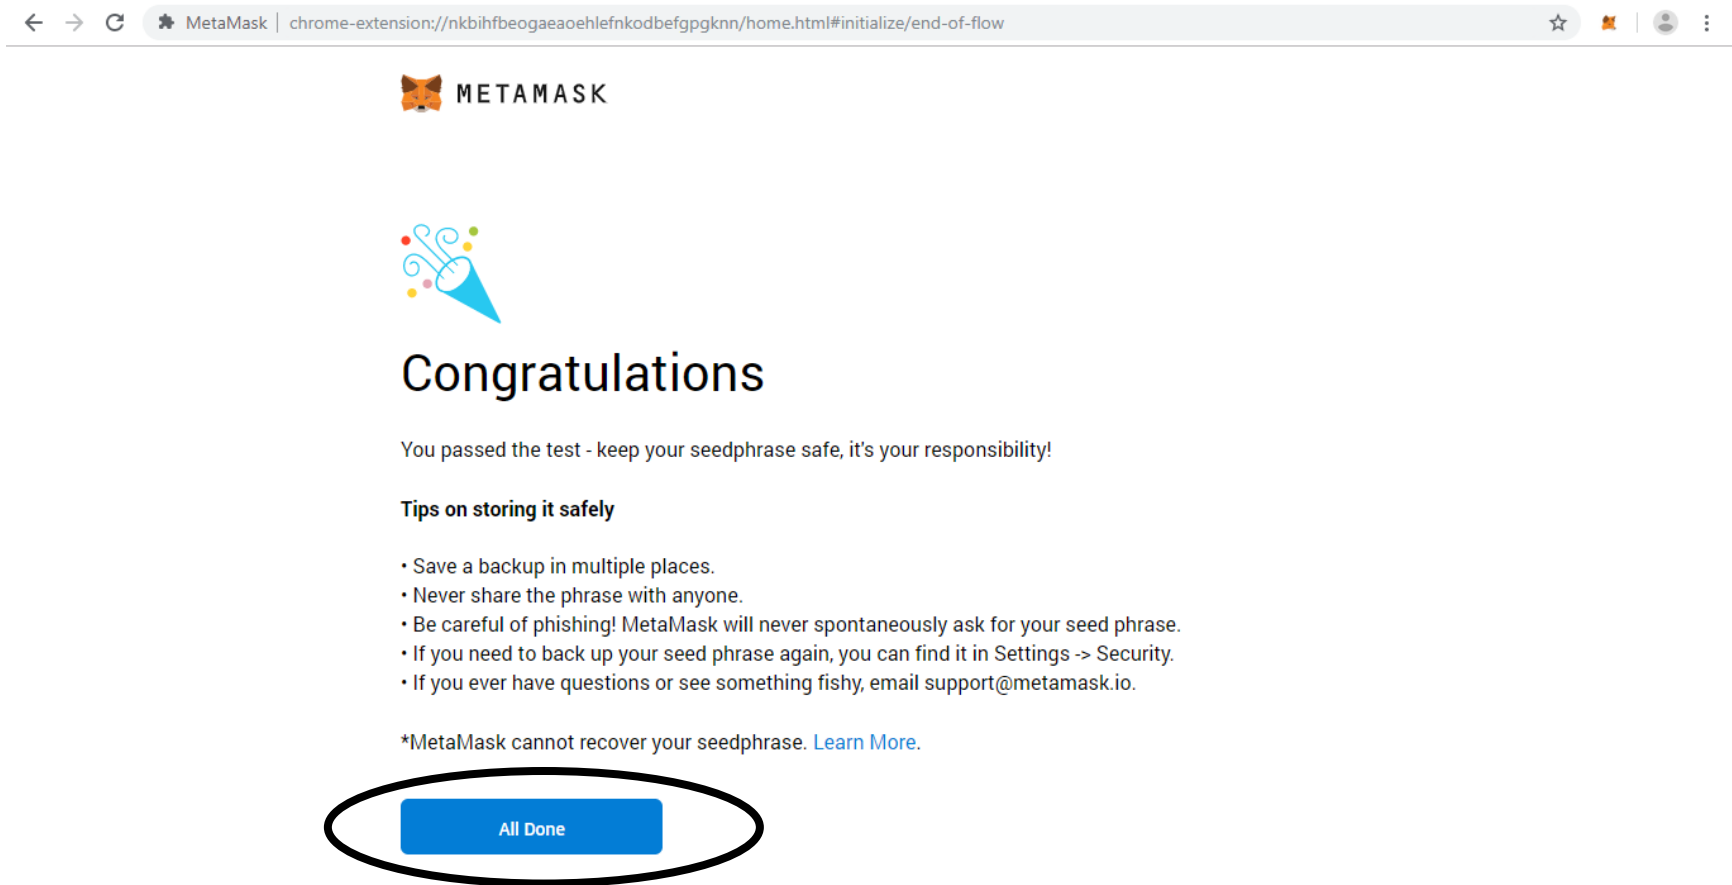 MetaMask chrome-extension://nkbihfbeogaeaoehlefnkodbefgpgknn/home.html#initialize/end-of-flow
METAMASK
Congratulations
You passed the test - keep your seedphrase safe, it's your responsibility!
Tips on storing it safely
• Save a backup in multiple places.
• Never share the phrase with anyone.
• Be careful of phishing! MetaMask will never spontaneously ask for your seed phrase.
• If you need to back up your seed phrase again, you can find it in Settings -> Security.
• If you ever have questions or see something fishy, email support@metamask.io.
*MetaMask cannot recover your seedphrase. Learn More.
All Done